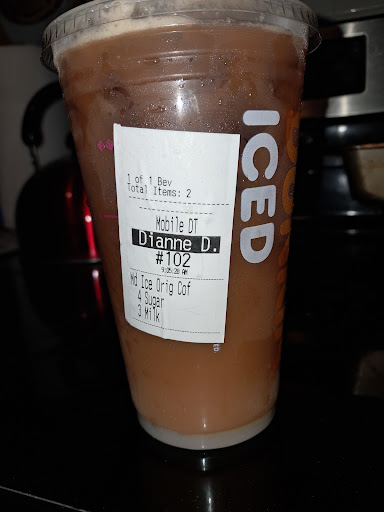 1 of 1 Bev
Total Items: 2
Mobile DT
Dianne D.
#102
9:05:20 AM
Md Ice Orig Cof
4 Sugar
3 Milk
ICED